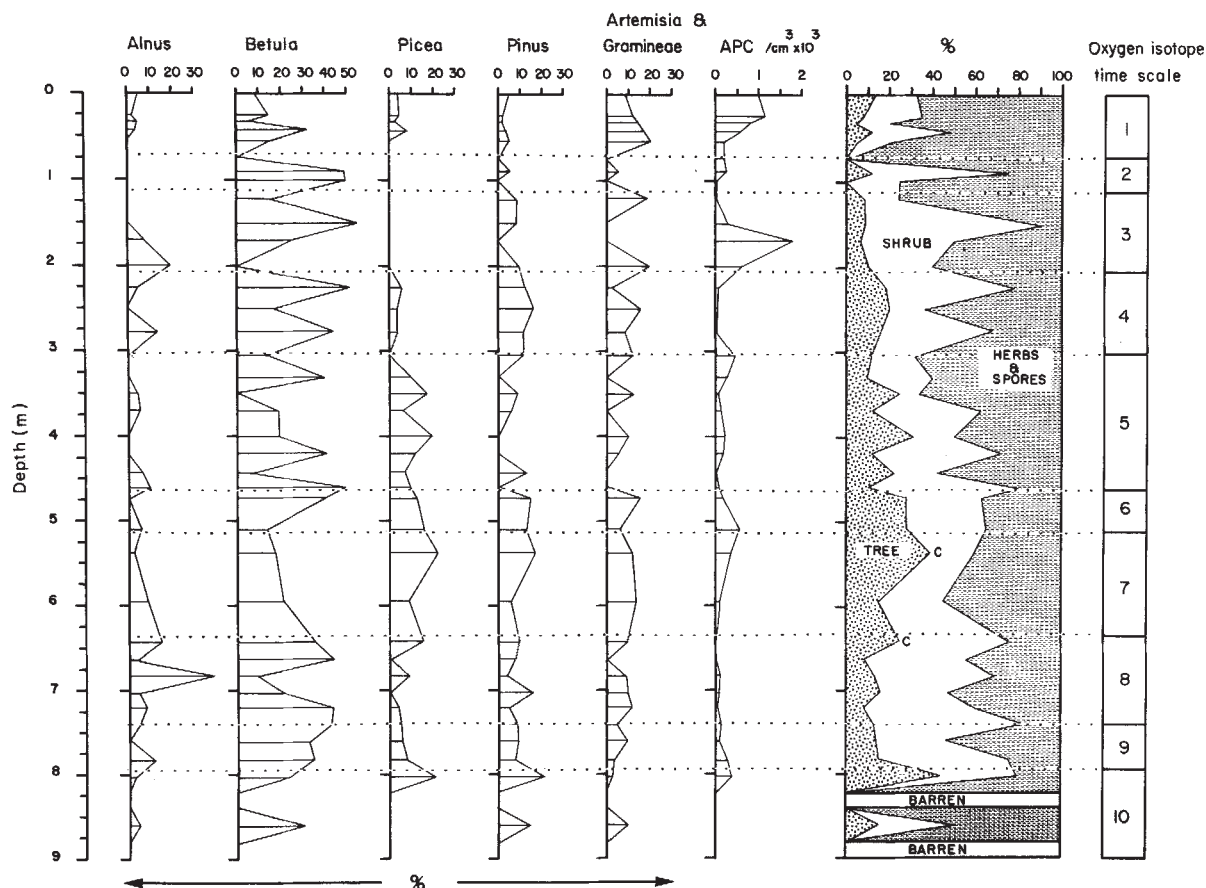 Alnus
Betula
Picea
Pinus
Artemisia &
Gramineae
APC /cm³ x10³
%
Oxygen isotope
time scale
0 10 20 30
0 10 20 30 40 50
0 10 20 30
0 10 20 30
0 10 20 30
0 1 2
0 20 40 60 80 100
Depth (m)
0
1
2
3
4
5
6
7
8
9
SHRUB
HERBS
&
SPORES
TREE
C
C
BARREN
BARREN
1
2
3
4
5
6
7
8
9
10
%